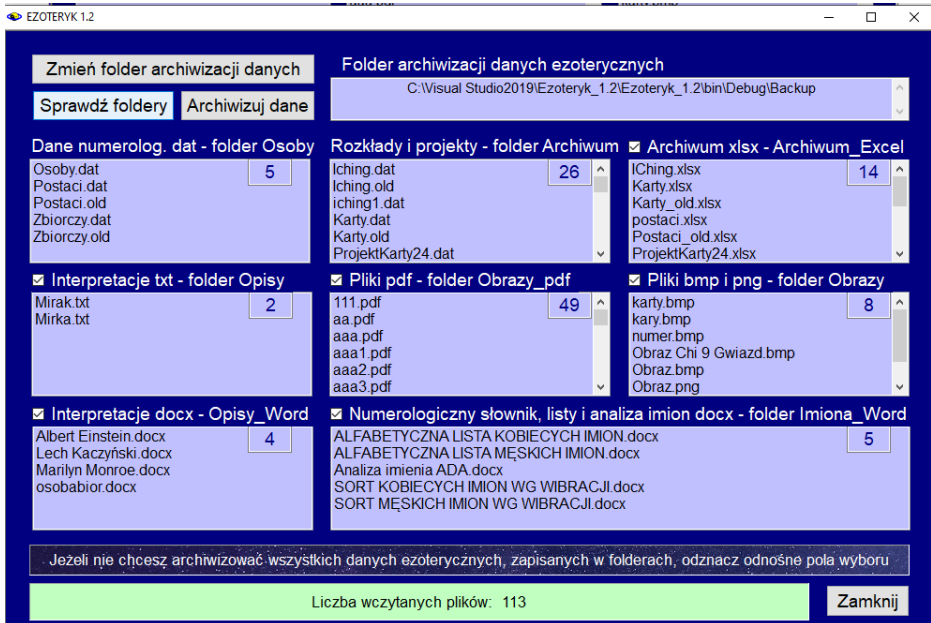 EZOTERYK 1.2
Zmień folder archiwizacji danych
Sprawdź foldery
Archiwizuj dane
Folder archiwizacji danych ezoterycznych
C:\Visual Studio2019\Ezoteryk_1.2\Ezoteryk_1.2\bin\Debug\Backup
Dane numerolog. dat - folder Osoby
5
Osoby.dat
Postaci.dat
Postaci.old
Zbiorczy.dat
Zbiorczy.old
Rozkłady i projekty - folder Archiwum
26
Iching.dat
Iching.old
iching1.dat
Karty.dat
Karty.old
ProjektKarty24.dat
Archiwum xlsx - Archiwum_Excel
14
IChing.xlsx
Karty.xlsx
Karty_old.xlsx
postaci.xlsx
Postaci_old.xlsx
ProjektKarty24.xlsx
Interpretacje txt - folder Opisy
2
Mirak.txt
Mirka.txt
Pliki pdf - folder Obrazy_pdf
49
111.pdf
aa.pdf
aaa.pdf
aaa1.pdf
aaa2.pdf
aaa3.pdf
Pliki bmp i png - folder Obrazy
8
karty.bmp
kary.bmp
numer.bmp
Obraz Chi 9 Gwiazd.bmp
Obraz.bmp
Obraz.png
Interpretacje docx - Opisy_Word
4
Albert Einstein.docx
Lech Kaczyński.docx
Marilyn Monroe.docx
osobabior.docx
Numerologiczny słownik, listy i analiza imion docx - folder Imiona_Word
5
ALFABETYCZNA LISTA KOBIECYCH IMION.docx
ALFABETYCZNA LISTA MĘSKICH IMION.docx
Analiza imienia ADA.docx
SORT KOBIECYCH IMION WG WIBRACJI.docx
SORT MĘSKICH IMION WG WIBRACJI.docx
Jeżeli nie chcesz archiwizować wszystkich danych ezoterycznych, zapisanych w folderach, odznacz odnośne pola wyboru
Liczba wczytanych plików: 113
Zamknij